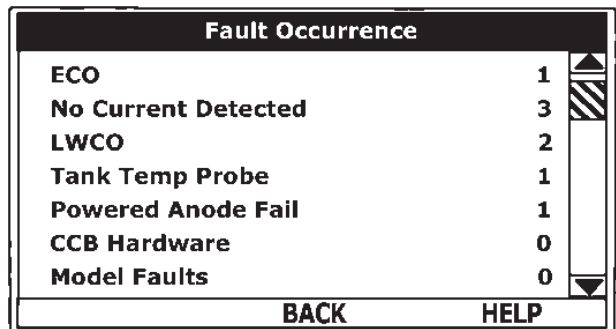 Fault Occurrence
ECO 1
No Current Detected 3
LWCO 2
Tank Temp Probe 1
Powered Anode Fail 1
CCB Hardware 0
Model Faults 0
BACK HELP